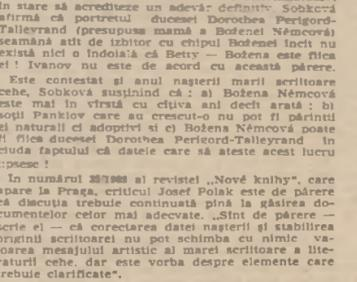 în stare să acrediteze un adevăr definitiv. Sobková
afirmă că portretul ducesei Dorothea Perigord-
Talleyrand (presupusa mamă a Boženei Němcová)
seamănă atît de izbitor cu chipul Boženei încît nu
există nici o îndoială că Betty — Božena este fiica
ei ! Ivanov nu este de acord cu această părere.
Este contestat și anul nașterii marii scriitoare
cehe, Sobková susținînd că : a) Božena Němcová
este mai în vîrstă cu cîțiva ani decît arată : b)
soții Panklov care au crescut-o nu pot fi părinții
ei naturali ci adoptivi și c) Božena Němcová poate
fi fiica ducesei Dorothea Perigord-Talleyrand în
ciuda faptului că datele care să ateste acest lucru
lipsesc !
În numărul al revistei „Nové knihy", care
apare la Praga, criticul Josef Polak este de părere
că discuția trebuie continuată pînă la găsirea do-
cumentelor celor mai adecvate. „Sînt de părere —
scrie el — că corectarea datei nașterii și stabilirea
originii scriitoarei nu pot schimba cu nimic va-
loarea mesajului artistic al marei scriitoare a lite-
raturii cehe, dar este vorba despre elemente care
trebuie clarificate".